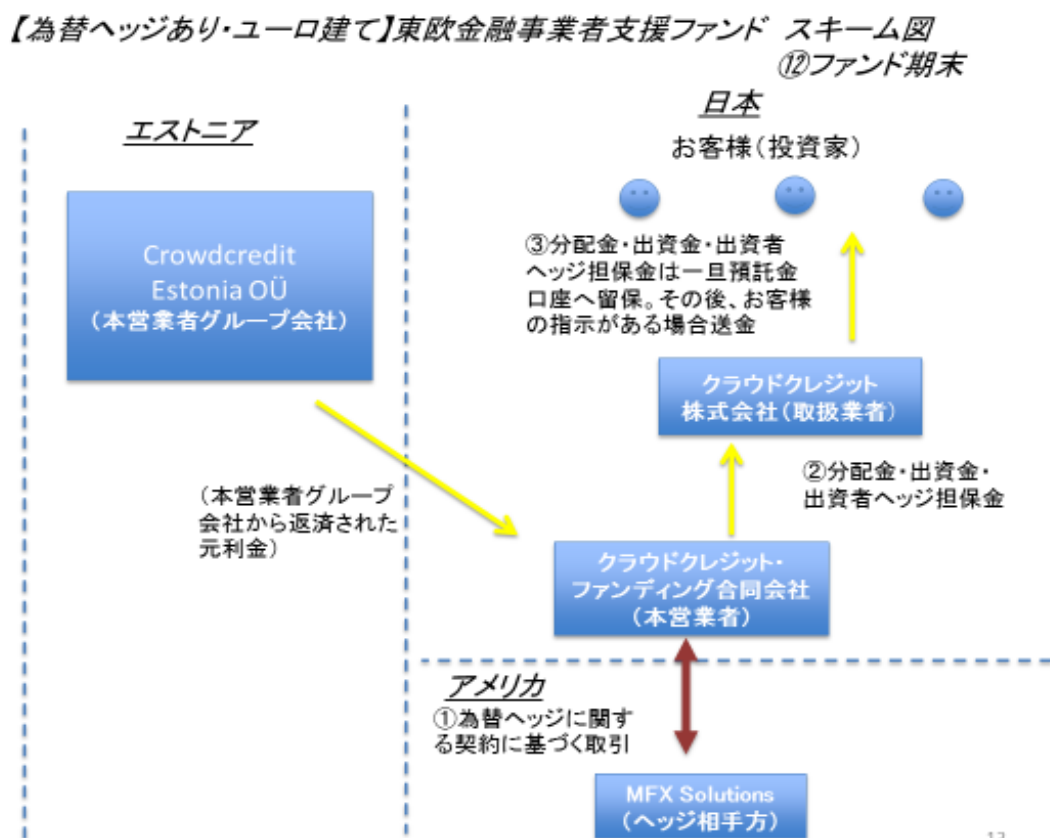 【為替ヘッジあり・ユーロ建て】東欧金融事業者支援ファンド スキーム図
⑫ファンド期末
エストニア
日本
お客様(投資家)
Crowdcredit
Estonia OÜ
(本営業者グループ会社)
③分配金・出資金・出資者
ヘッジ担保金は一旦預託金
口座へ留保。その後、お客様
の指示がある場合送金
クラウドクレジット
株式会社(取扱業者)
②分配金・出資金・
出資者ヘッジ担保金
(本営業者グループ
会社から返済された
元利金)
クラウドクレジット・
ファンディング合同会社
(本営業者)
アメリカ
①為替ヘッジに関す
る契約に基づく取引
MFX Solutions
(ヘッジ相手方)